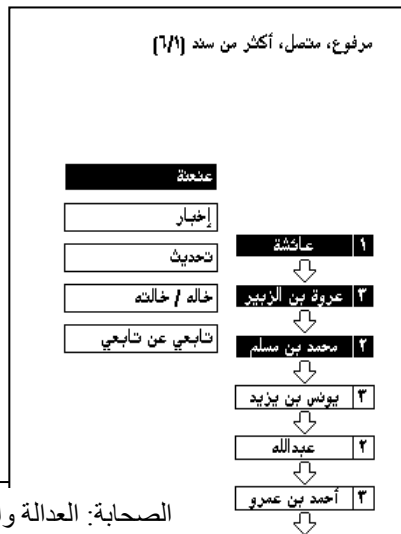 مرفوع، متصل، أكثر من سند (٦/١)
عنعنة
إخبار
تحديث
خاله / خالته
تابعي عن تابعي
١ عائشة
٣ عروة بن الزبير
٢ محمد بن مسلم
٣ يونس بن يزيد
٢ عبدالله
٣ أحمد بن عمرو
الصحابة: العدالة